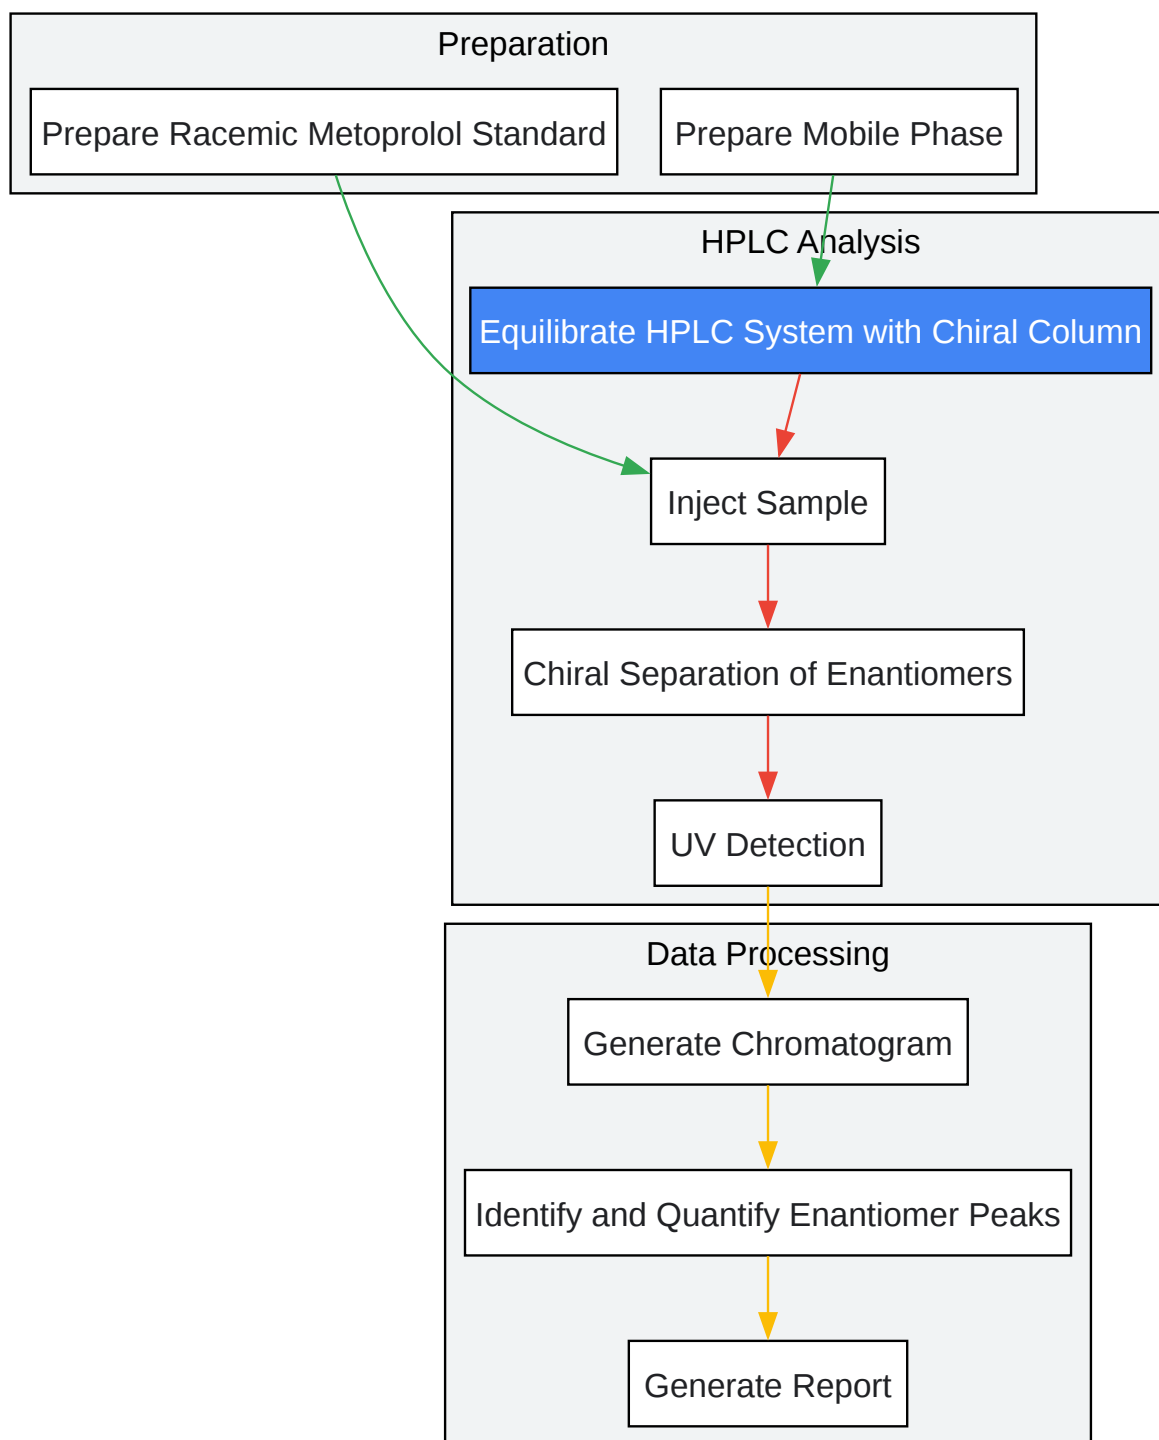 Preparation
Prepare Racemic Metoprolol Standard
Prepare Mobile Phase
HPLC Analysis
Equilibrate HPLC System with Chiral Column
Inject Sample
Chiral Separation of Enantiomers
UV Detection
Data Processing
Generate Chromatogram
Identify and Quantify Enantiomer Peaks
Generate Report